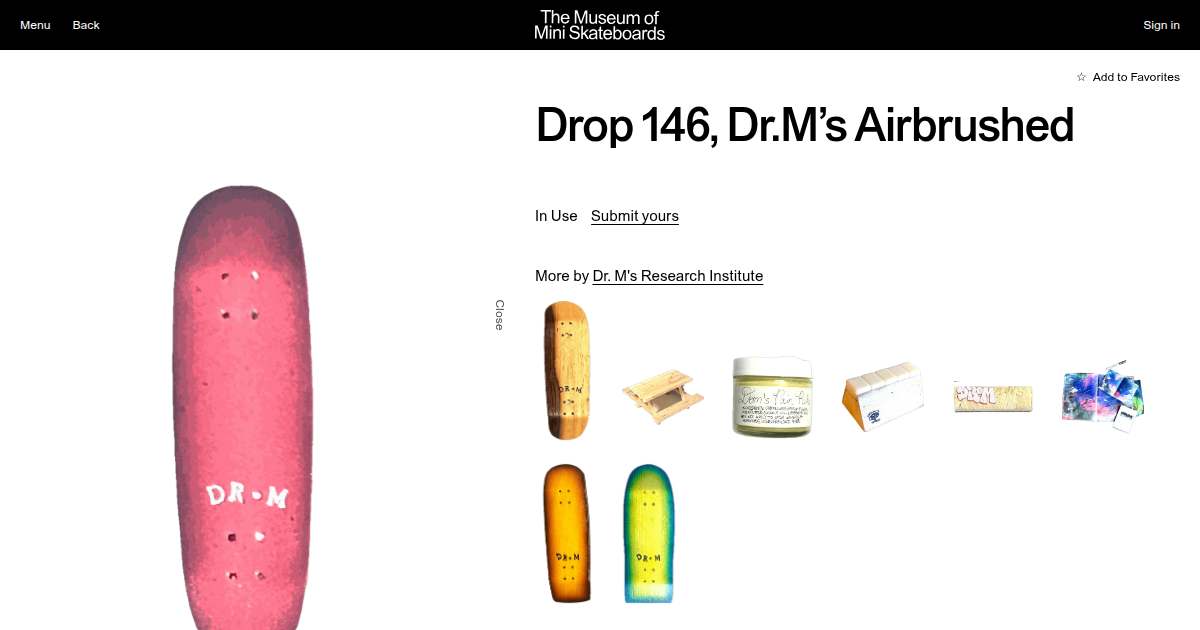 Menu Back
The Museum of
Mini Skateboards
Sign in
☆ Add to Favorites
Drop 146, Dr.M’s Airbrushed
In Use Submit yours
More by Dr. M's Research Institute
Close
DR•M
DR•M
DR•M
DR•M